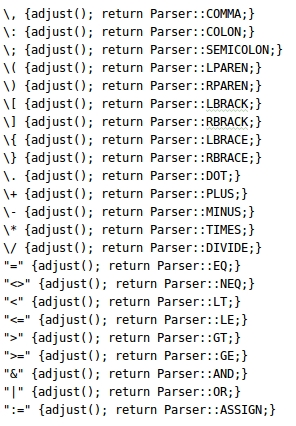 \, {adjust(); return Parser::COMMA;}
\: {adjust(); return Parser::COLON;}
\; {adjust(); return Parser::SEMICOLON;}
\( {adjust(); return Parser::LPAREN;}
\) {adjust(); return Parser::RPAREN;}
\[ {adjust(); return Parser::LBRACK;}
\] {adjust(); return Parser::RBRACK;}
\{ {adjust(); return Parser::LBRACE;}
\} {adjust(); return Parser::RBRACE;}
\. {adjust(); return Parser::DOT;}
\+ {adjust(); return Parser::PLUS;}
\- {adjust(); return Parser::MINUS;}
\* {adjust(); return Parser::TIMES;}
\/ {adjust(); return Parser::DIVIDE;}
"=" {adjust(); return Parser::EQ;}
"<>" {adjust(); return Parser::NEQ;}
"<" {adjust(); return Parser::LT;}
"<=" {adjust(); return Parser::LE;}
">" {adjust(); return Parser::GT;}
">=" {adjust(); return Parser::GE;}
"&" {adjust(); return Parser::AND;}
"|" {adjust(); return Parser::OR;}
":=" {adjust(); return Parser::ASSIGN;}